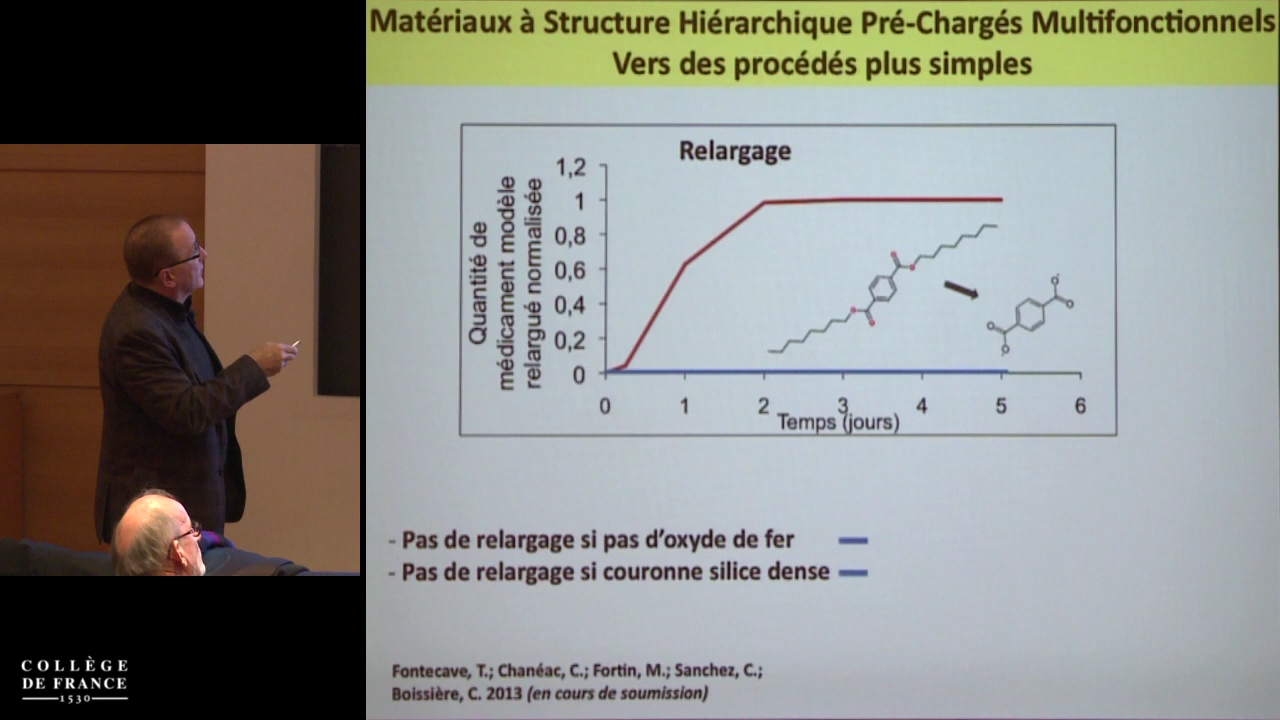 Matériaux à Structure Hiérarchique Pré-Chargés Multifonctionnels
Vers des procédés plus simples
Relargage
Quantité de
médicament modèle
relargué normalisée
1,2
1
0,8
0,6
0,4
0,2
0
0 1 2 3 4 5 6
Temps (jours)
- Pas de relargage si pas d'oxyde de fer
- Pas de relargage si couronne silice dense
Fontecave, T.; Chanéac, C.; Fortin, M.; Sanchez, C.;
Boissière, C. 2013 (en cours de soumission)
COLLÈGE
DE FRANCE
1530